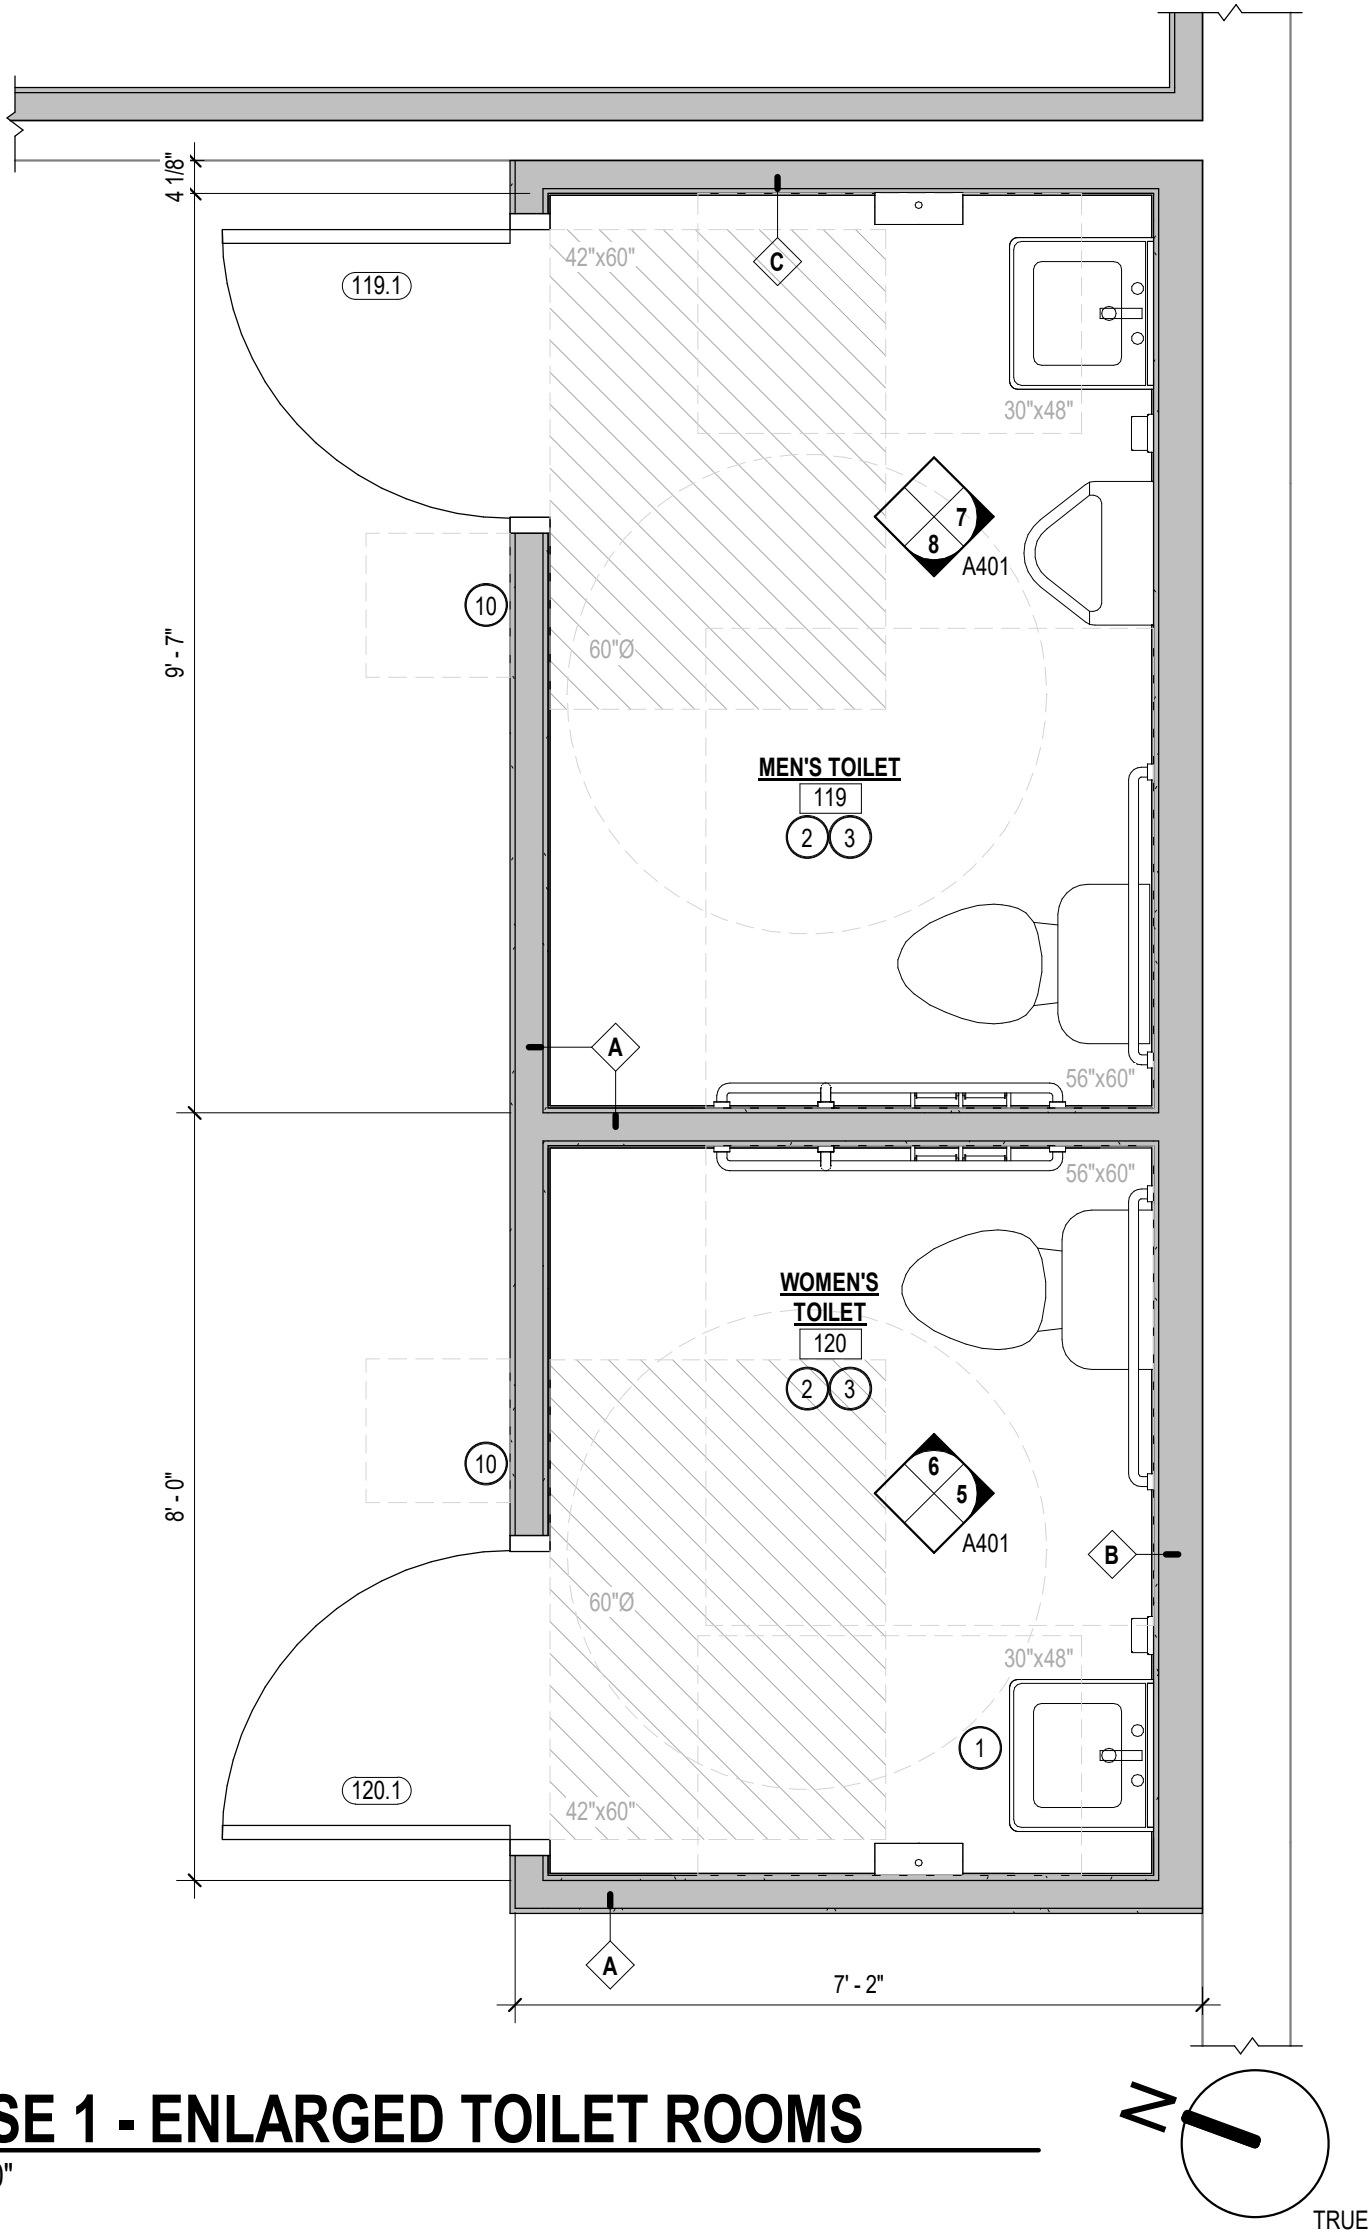 4 1/8"
42"x60"
C
119.1
30"x48"
7
8
A401
10
9' - 7"
60"Ø
MEN'S TOILET
119
2 3
A
56"x60"
56"x60"
WOMEN'S
TOILET
120
2 3
10
6
5
A401
8' - 0"
B
60"Ø
30"x48"
1
120.1
42"x60"
A
7' - 2"
SE 1 - ENLARGED TOILET ROOMS
N
TRUE